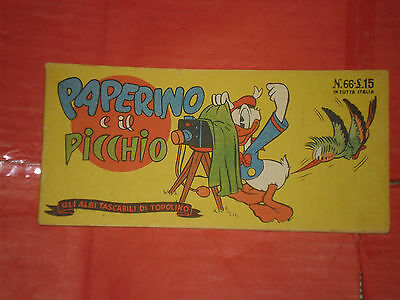 PAPERINO
e il
PICCHIO
N.66-L.15
IN TUTTA ITALIA
GLI ALBI TASCABILI DI TOPOLINO